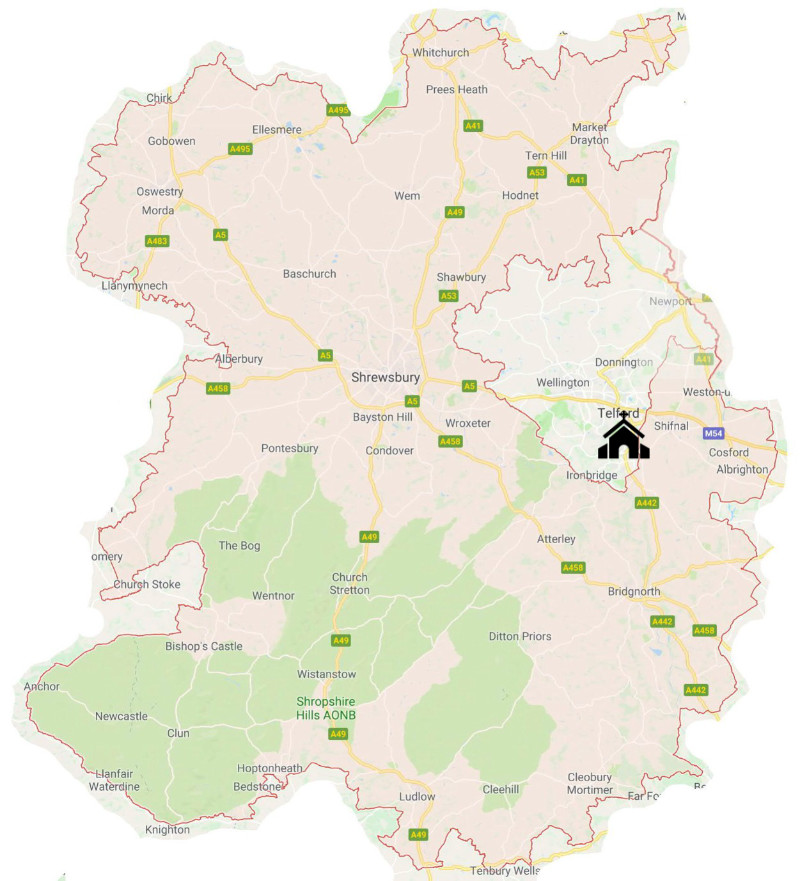 M
Whitchurch
Prees Heath
Chirk
A495
A41
Ellesmere
Market
Drayton
Gobowen
A495
Tern Hill
A53
A41
Oswestry
Wem
Hodnet
Morda
A49
A5
A483
Baschurch
Shawbury
Llanymynech
A53
Newport
Alberbury
A5
A41
Donnington
Shrewsbury
Wellington
A458
A5
Weston-u
A5
Telford
Bayston Hill
Wroxeter
Shifnal
M54
A458
Pontesbury
Condover
Cosford
Albrighton
Ironbridge
A442
A49
Atterley
The Bog
omery
A458
Church
Stretton
Church Stoke
Wentnor
Bridgnorth
A442
A458
Ditton Priors
A49
Bishop's Castle
Wistanstow
Anchor
A442
Shropshire
Hills AONB
Newcastle
Clun
A49
Hoptonheath
Llanfair
Waterdine
Bedstone
Cleobury
Mortimer
Cleehill
Ludlow
Far Fo
Knighton
A49
Tenbury Wells